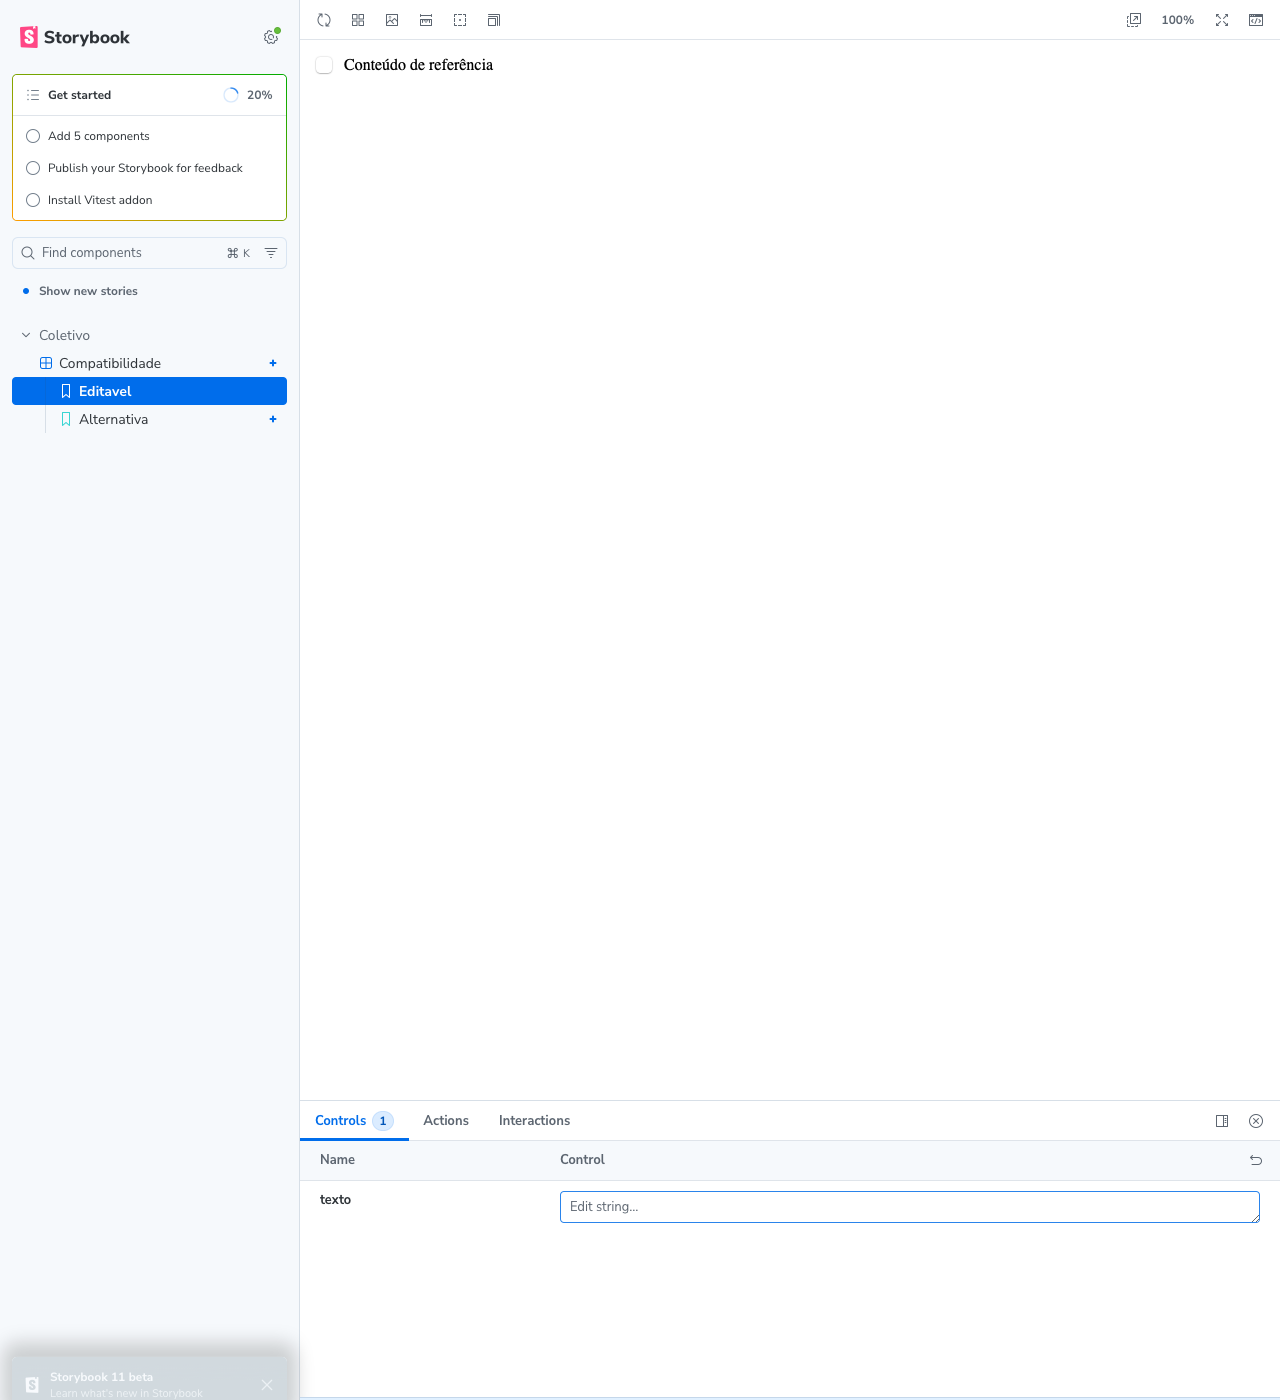 Storybook
100%
Conteúdo de referência
Get started
20%
Add 5 components
Publish your Storybook for feedback
Install Vitest addon
Find components
⌘ K
Show new stories
Coletivo
Compatibilidade
Editavel
Alternativa
Controls 1
Actions
Interactions
Name
Control
texto
Edit string...
Storybook 11 beta
Learn what's new in Storybook